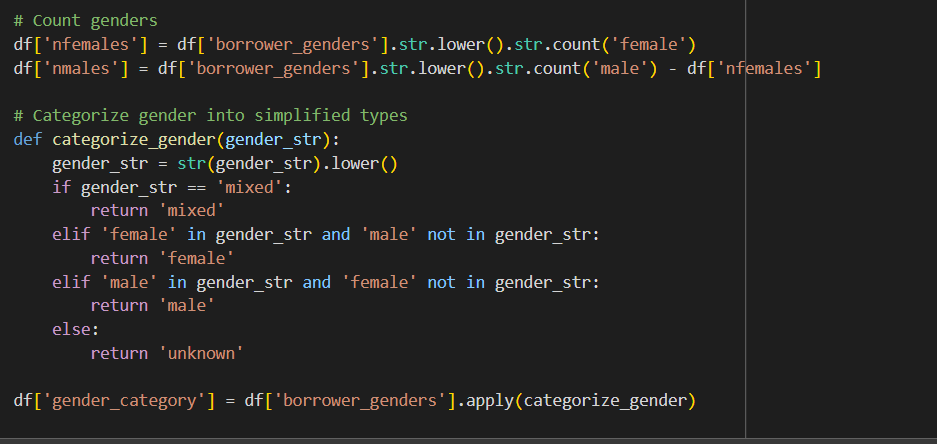 # Count genders
df['nfemales'] = df['borrower_genders'].str.lower().str.count('female')
df['nmales'] = df['borrower_genders'].str.lower().str.count('male') - df['nfemales']

# Categorize gender into simplified types
def categorize_gender(gender_str):
    gender_str = str(gender_str).lower()
    if gender_str == 'mixed':
        return 'mixed'
    elif 'female' in gender_str and 'male' not in gender_str:
        return 'female'
    elif 'male' in gender_str and 'female' not in gender_str:
        return 'male'
    else:
        return 'unknown'

df['gender_category'] = df['borrower_genders'].apply(categorize_gender)